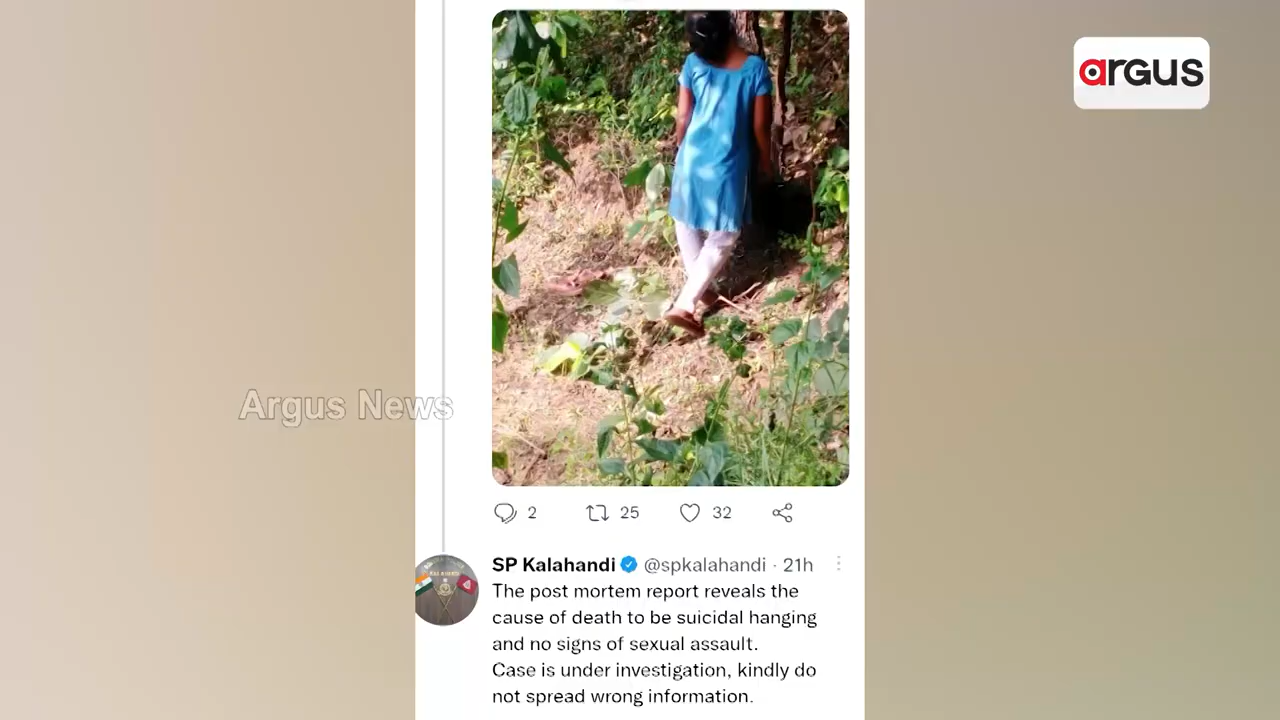 argus
Argus News
2 25 32
SP Kalahandi @spkalahandi · 21h
The post mortem report reveals the
cause of death to be suicidal hanging
and no signs of sexual assault.
Case is under investigation, kindly do
not spread wrong information.